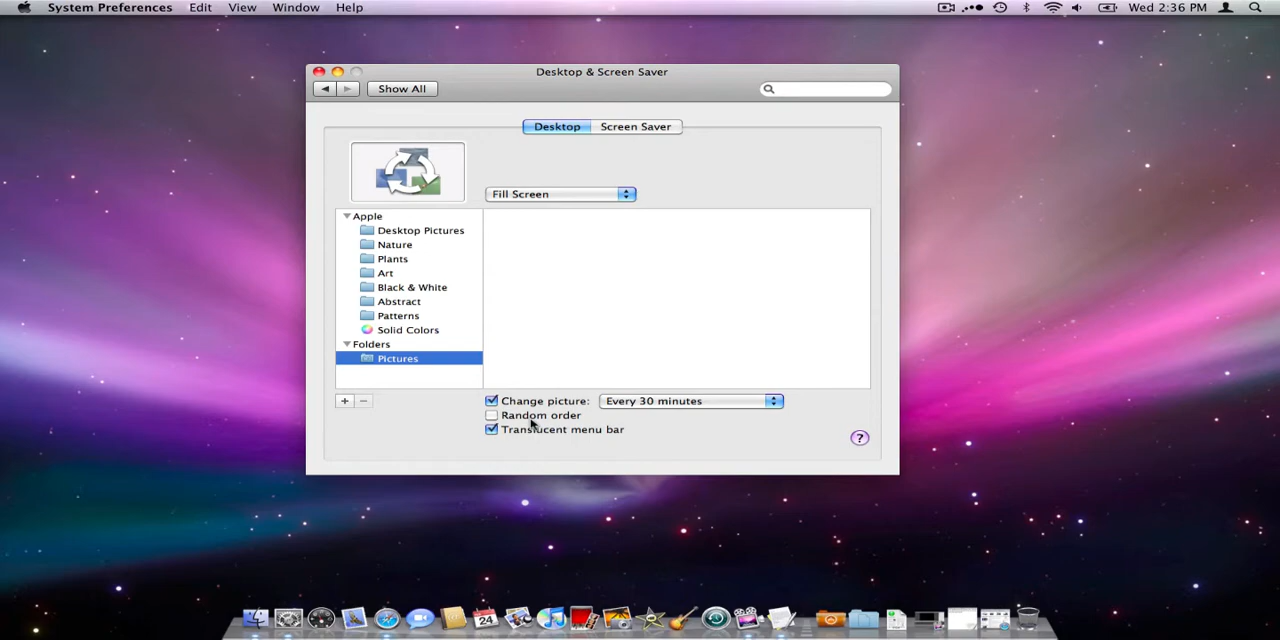 System Preferences Edit View Window Help Wed 2:36 PM
Desktop & Screen Saver
Show All
Desktop Screen Saver
Fill Screen
Apple
Desktop Pictures
Nature
Plants
Art
Black & White
Abstract
Patterns
Solid Colors
Folders
Pictures
+ −
Change picture: Every 30 minutes
Random order
Translucent menu bar
?
24